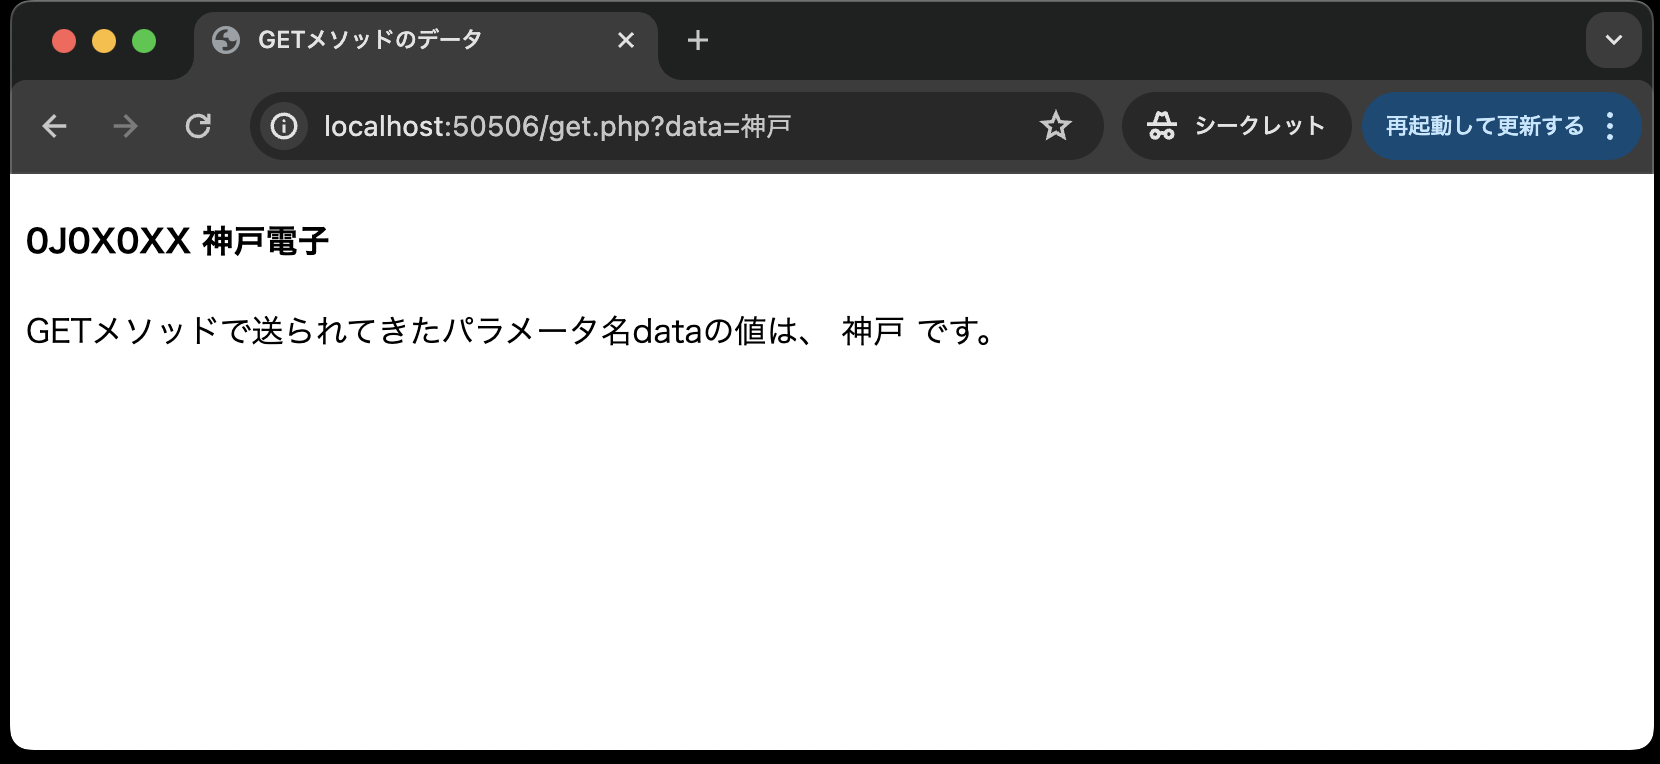 GETメソッドのデータ
localhost:50506/get.php?data=神戸
シークレット
再起動して更新する
0J0X0XX 神戸電子
GETメソッドで送られてきたパラメータ名dataの値は、 神戸 です。